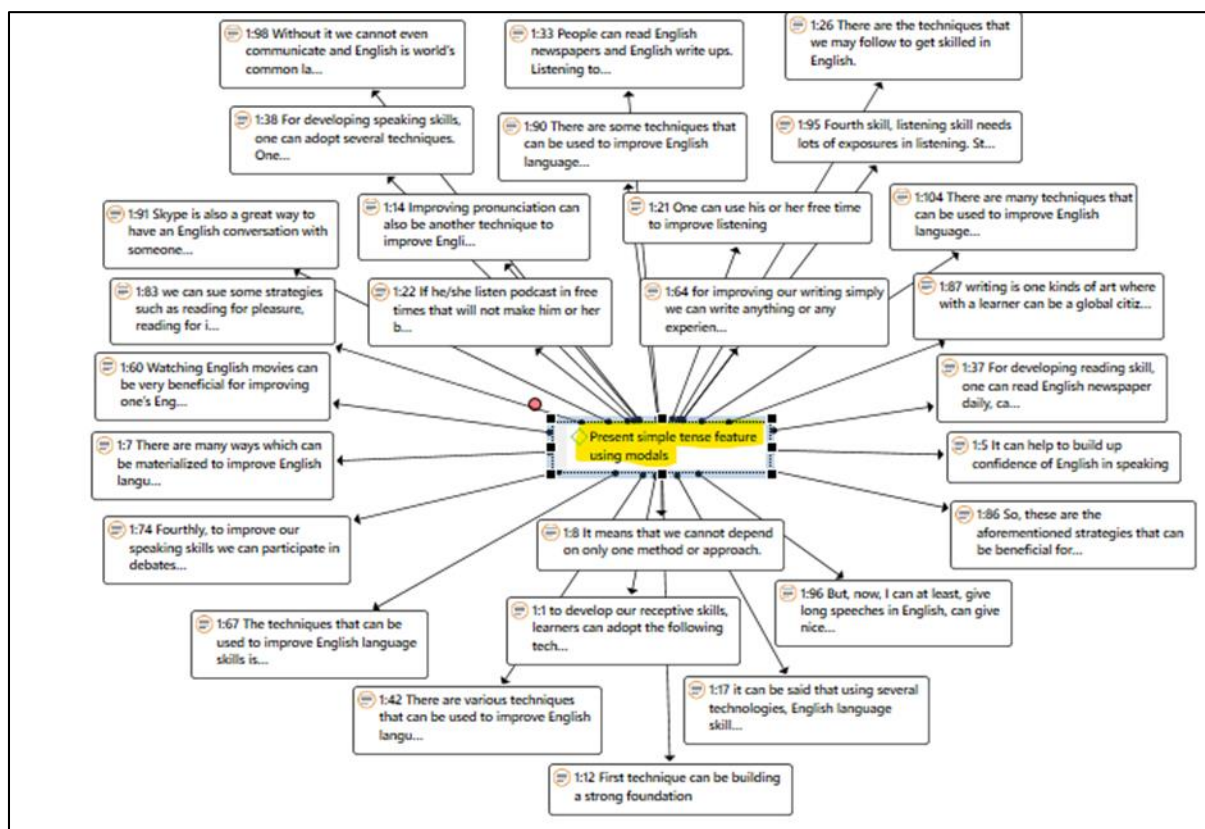 1:98 Without it we cannot even
communicate and English is world's
common la...
1:33 People can read English
newspapers and English write ups.
Listening to...
1:26 There are the techniques that
we may follow to get skilled in
English.
1:38 For developing speaking skills,
one can adopt several techniques.
One...
1:90 There are some techniques that
can be used to improve English
language...
1:95 Fourth skill, listening skill needs
lots of exposures in listening. St...
1:91 Skype is also a great way to
have an English conversation with
someone...
1:14 Improving pronunciation can
also be another technique to
improve Engli...
1:21 One can use his or her free time
to improve listening
1:104 There are many techniques that
can be used to improve English
language...
1:83 we can sue some strategies
such as reading for pleasure,
reading for i...
1:22 If he/she listen podcast in free
times that will not make him or her
b...
1:64 for improving our writing simply
we can write anything or any
experien...
1:87 writing is one kinds of art where
with a learner can be a global citiz...
1:60 Watching English movies can
be very beneficial for improving
one's Eng...
1:37 For developing reading skill,
one can read English newspaper
daily, ca...
Present simple tense feature
using modals
1:7 There are many ways which can
be materialized to improve English
langu...
1:5 It can help to build up
confidence of English in speaking
1:74 Fourthly, to improve our
speaking skills we can participate in
debates...
1:8 It means that we cannot depend
on only one method or approach.
1:86 So, these are the
aforementioned strategies that can
be beneficial for...
1:67 The techniques that can be
used to improve English language
skills is...
1:1 to develop our receptive skills,
learners can adopt the following
tech...
1:96 But, now, I can at least, give
long speeches in English, can give
nice...
1:42 There are various techniques
that can be used to improve English
langu...
1:17 it can be said that using several
technologies, English language
skill...
1:12 First technique can be building
a strong foundation